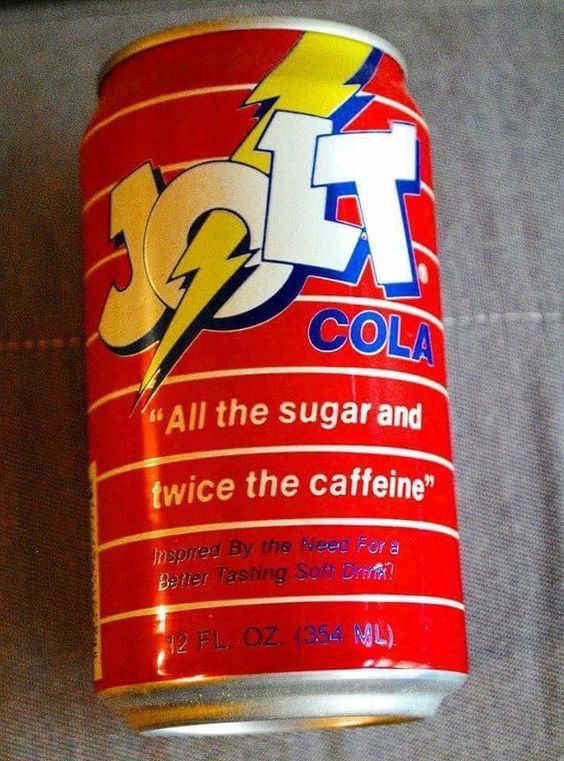 JOLT
®
COLA
"All the sugar and
twice the caffeine"
Inspired By the Need For a
Better Tasting Soft Drink!
12 FL. OZ. (354 ML)